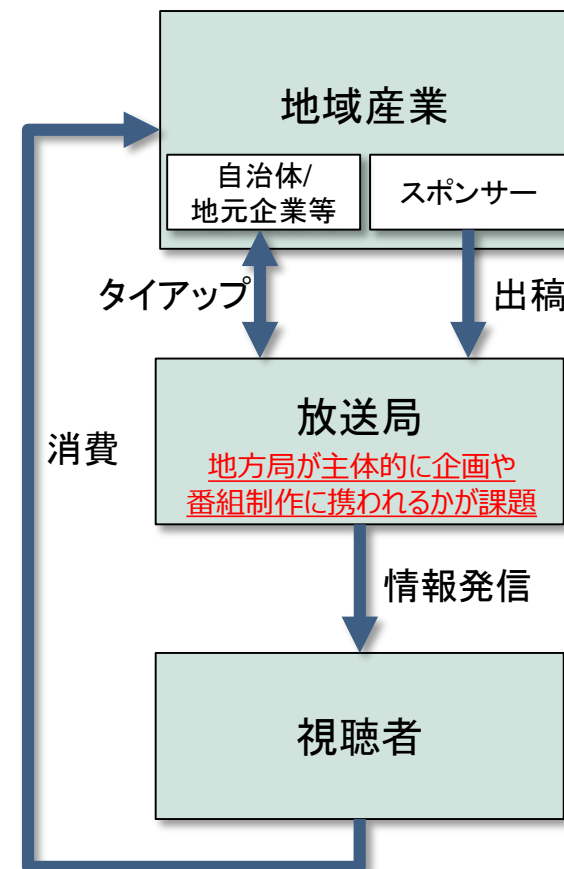 地域産業
自治体/
地元企業等
スポンサー
タイアップ
出稿
放送局
地方局が主体的に企画や
番組制作に携われるかが課題
消費
情報発信
視聴者